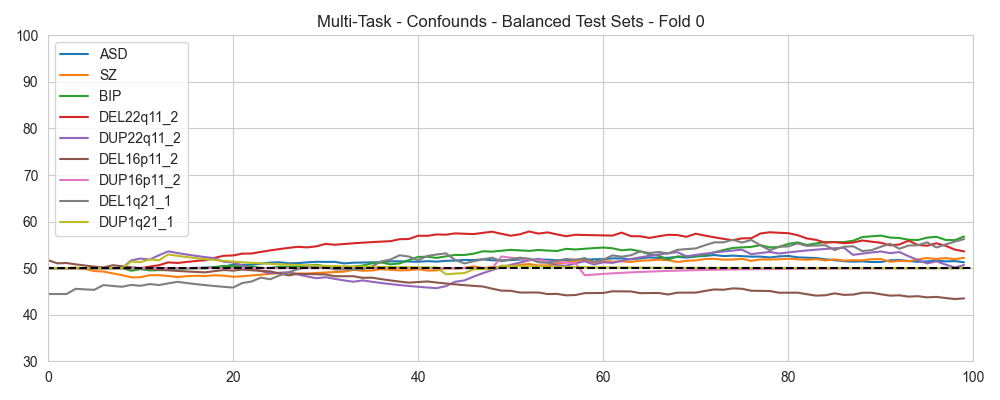 Multi-Task - Confounds - Balanced Test Sets - Fold 0
100
90
80
70
60
50
40
30
ASD
SZ
BIP
DEL22q11_2
DUP22q11_2
DEL16p11_2
DUP16p11_2
DEL1q21_1
DUP1q21_1
0 20 40 60 80 100